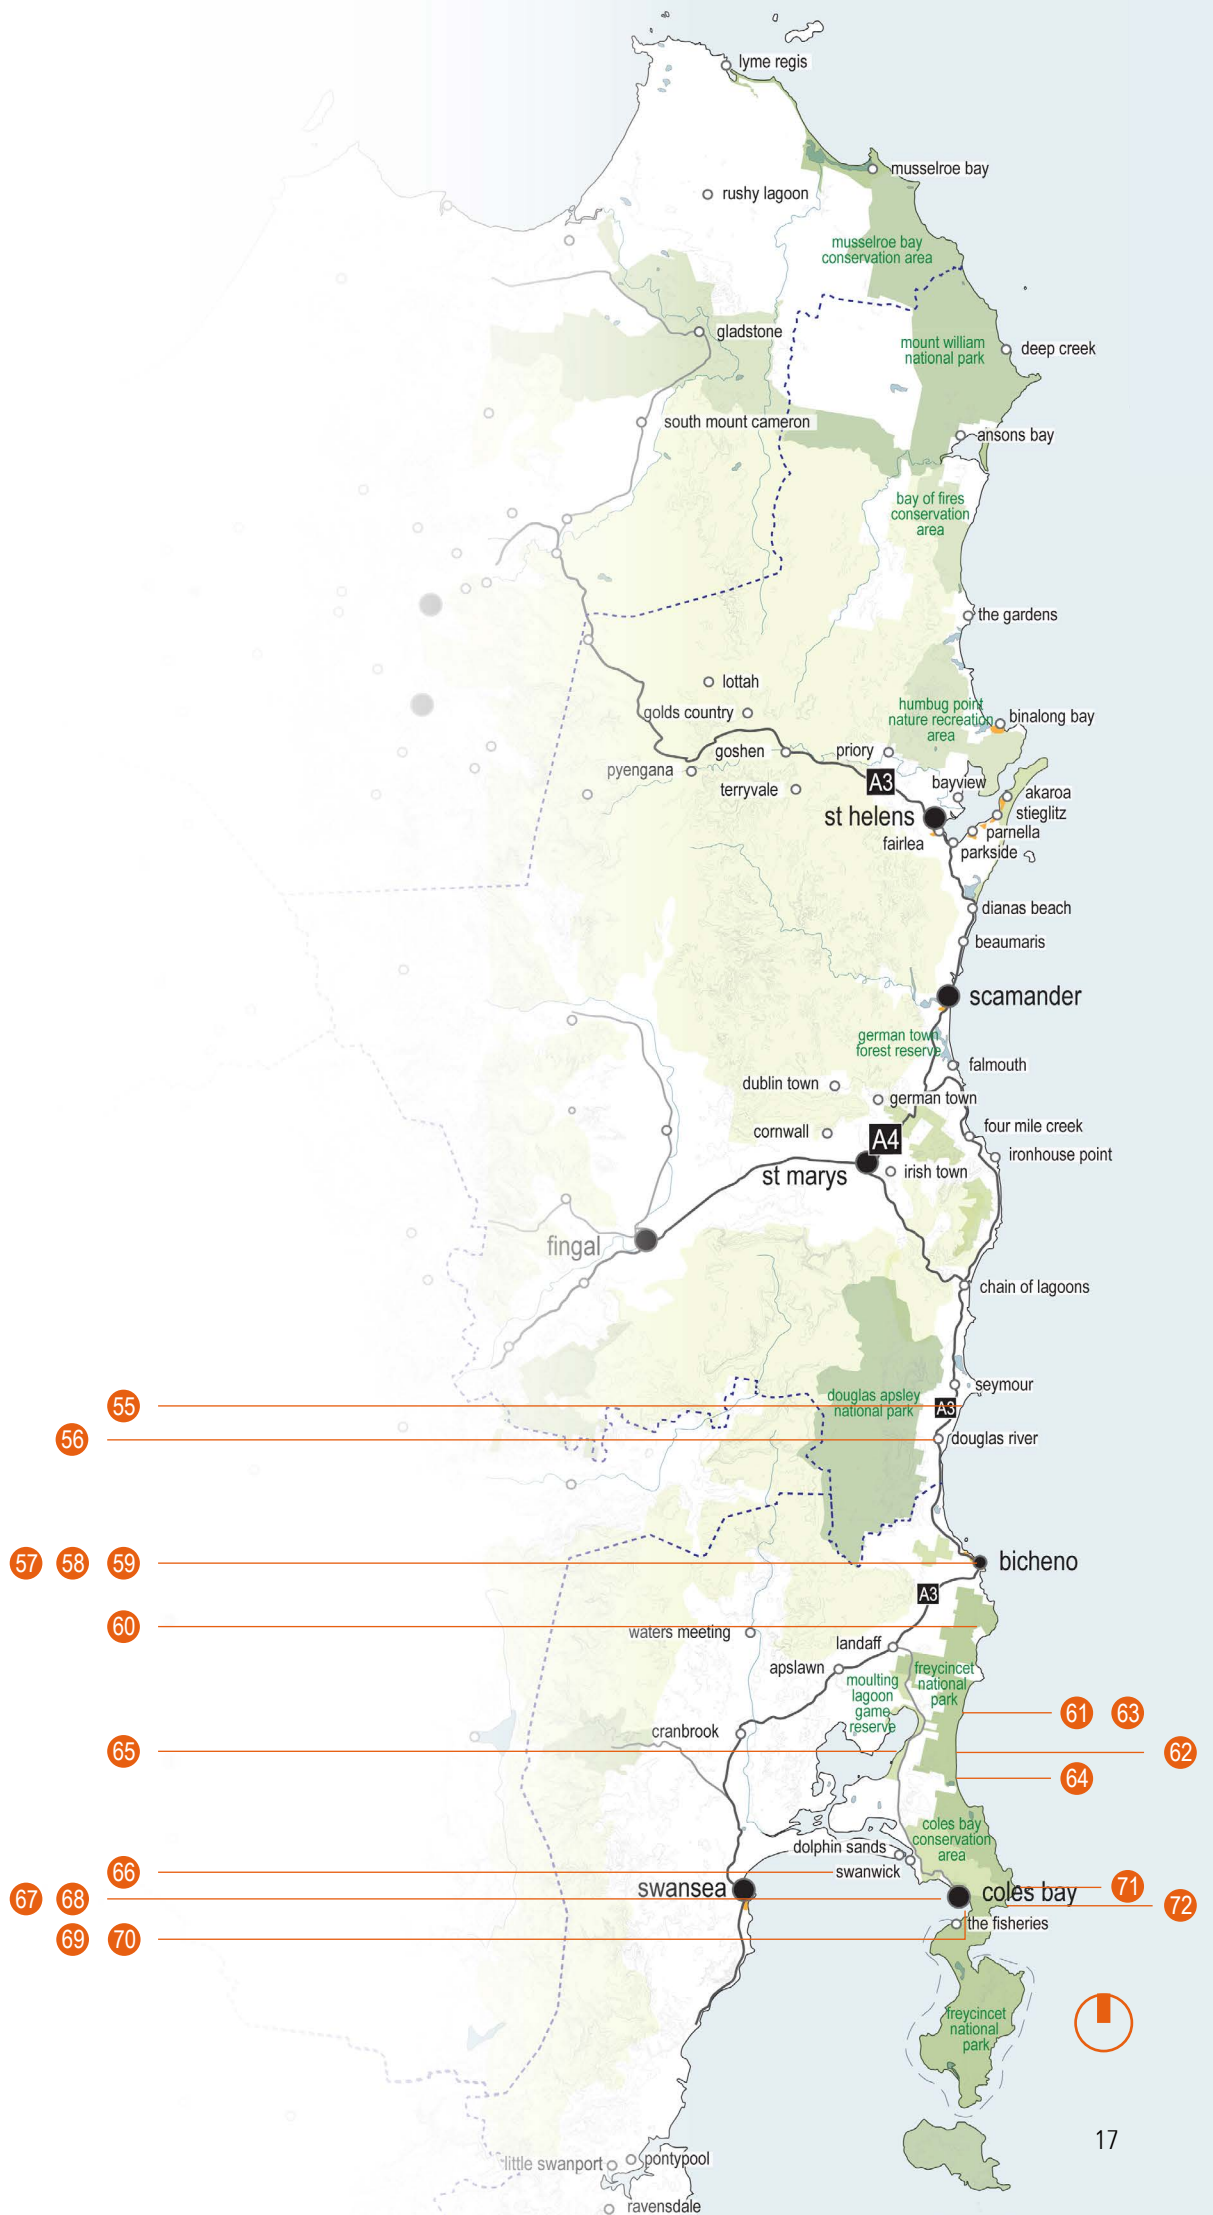 lyme regis
musselroe bay
rushy lagoon
musselroe bay
conservation area
gladstone
mount william
national park
deep creek
south mount cameron
ansons bay
bay of fires
conservation
area
the gardens
lottah
humbug point
nature recreation
area
golds country
binalong bay
goshen
priory
pyengana
A3
bayview
terryvale
akaroa
st helens
stieglitz
parnella
fairlea
parkside
dianas beach
beaumaris
scamander
german town
forest reserve
falmouth
dublin town
german town
cornwall
A4
four mile creek
ironhouse point
st marys
irish town
fingal
chain of lagoons
seymour
douglas apsley
national park
55
A3
56
douglas river
57 58 59
bicheno
A3
60
waters meeting
landaff
apslawn
freycinet
national
park
moulting
lagoon
game
reserve
61 63
cranbrook
65
62
64
coles bay
conservation
area
dolphin sands
66
swanwick
swansea
71
67 68
coles bay
72
the fisheries
69 70
freycinet
national
park
17
little swanport
pontypool
ravensdale